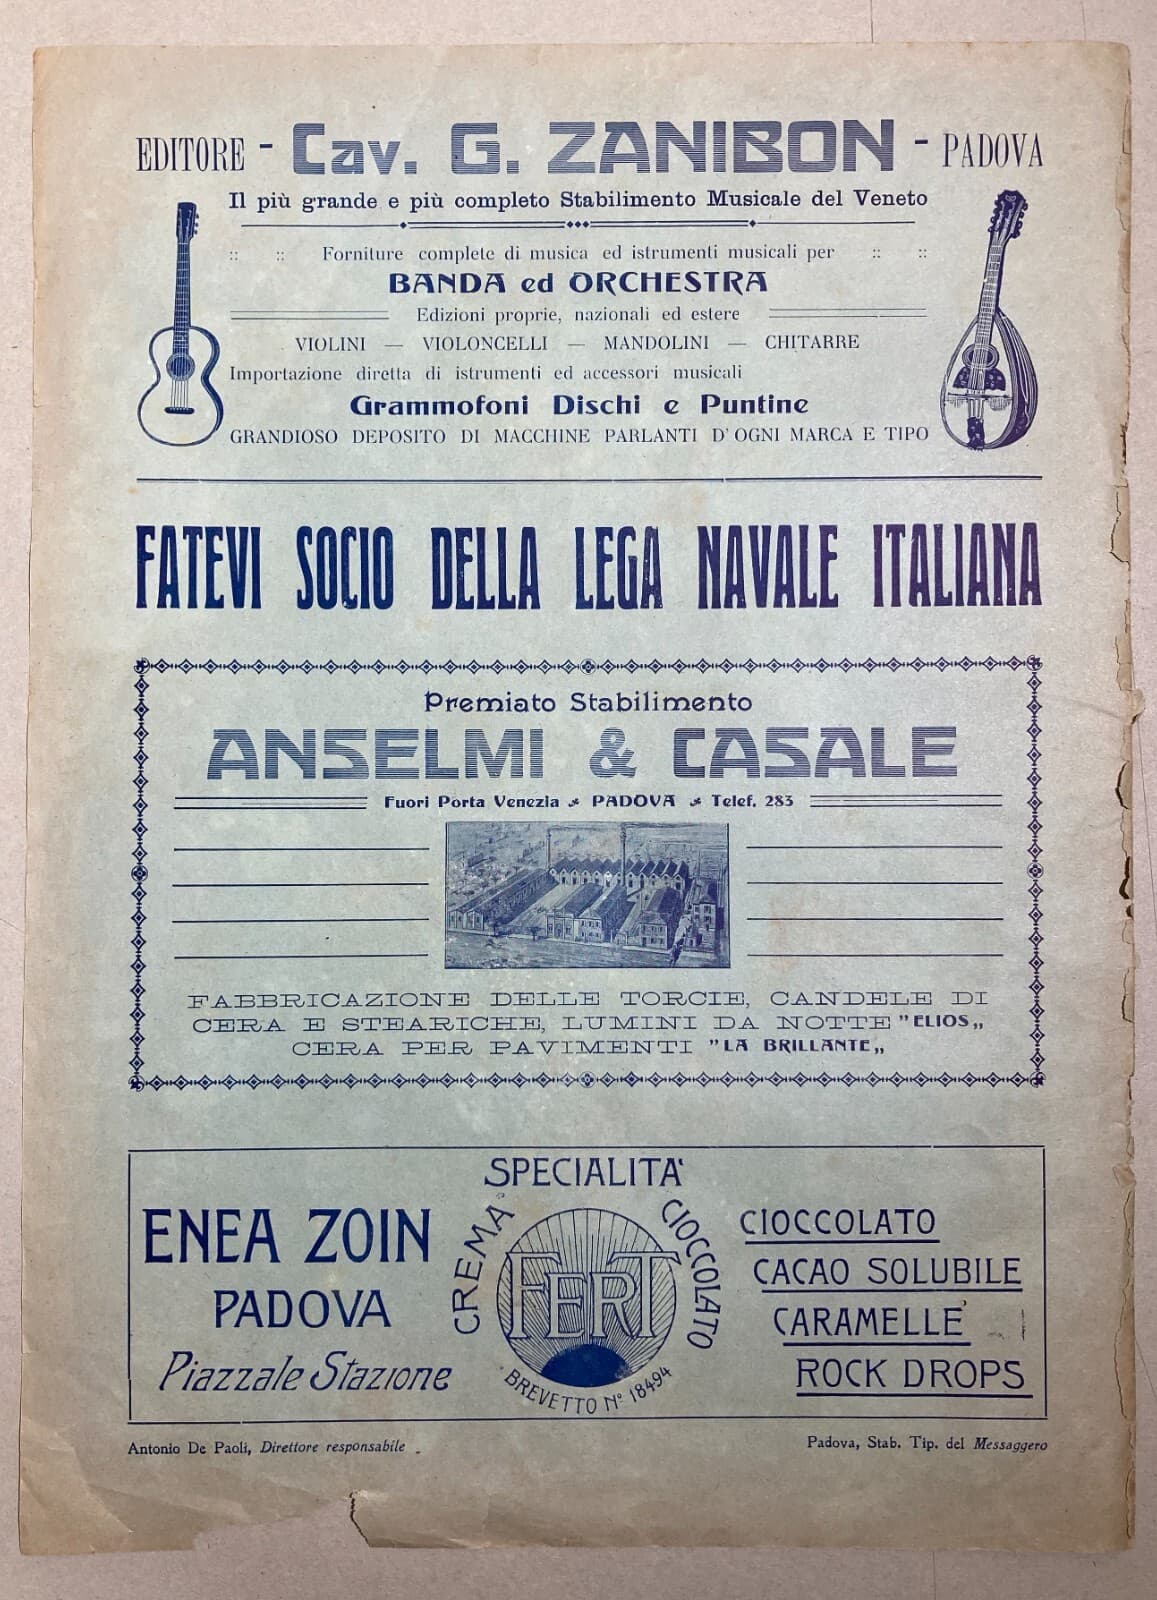 EDITORE - Cav. G. ZANIBON - PADOVA
Il più grande e più completo Stabilimento Musicale del Veneto
:: :: Forniture complete di musica ed istrumenti musicali per :: ::
BANDA ed ORCHESTRA
Edizioni proprie, nazionali ed estere
VIOLINI — VIOLONCELLI — MANDOLINI — CHITARRE
Importazione diretta di istrumenti ed accessori musicali
Grammofoni Dischi e Puntine
GRANDIOSO DEPOSITO DI MACCHINE PARLANTI D'OGNI MARCA E TIPO
FATEVI SOCIO DELLA LEGA NAVALE ITALIANA
Premiato Stabilimento
ANSELMI & CASALE
Fuori Porta Venezia PADOVA Telef. 283
FABBRICAZIONE DELLE TORCIE, CANDELE DI
CERA E STEARICHE, LUMINI DA NOTTE "ELIOS„
CERA PER PAVIMENTI "LA BRILLANTE„
ENEA ZOIN
PADOVA
Piazzale Stazione
SPECIALITA'
CREMA CIOCCOLATO
FERT
BREVETTO N° 18494
CIOCCOLATO
CACAO SOLUBILE
CARAMELLE
ROCK DROPS
Antonio De Paoli, Direttore responsabile
Padova, Stab. Tip. del Messaggero